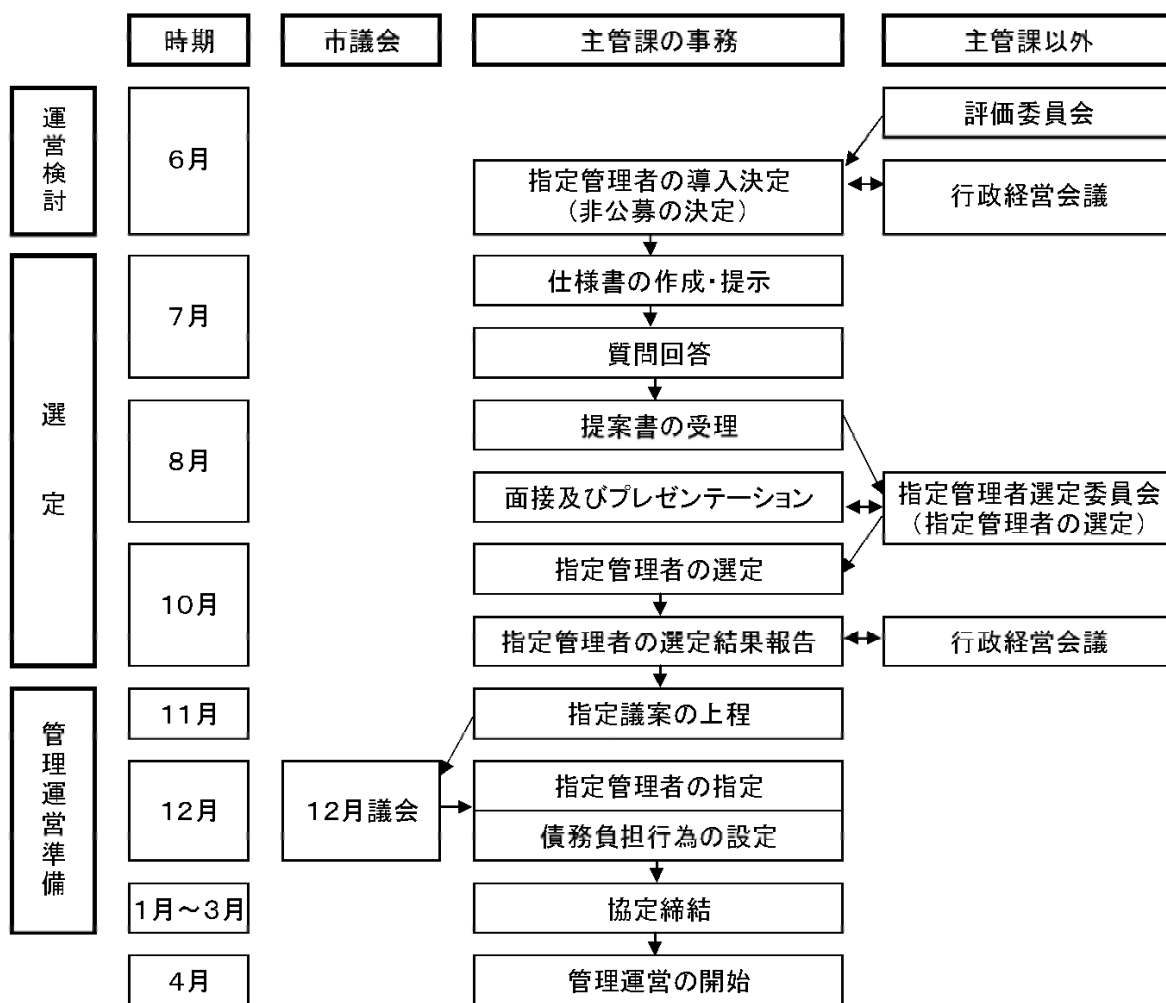 時期
市議会
主管課の事務
主管課以外
運営検討
6月
評価委員会
指定管理者の導入決定
（非公募の決定）
行政経営会議
選定
7月
仕様書の作成・提示
質問回答
8月
提案書の受理
面接及びプレゼンテーション
指定管理者選定委員会
（指定管理者の選定）
10月
指定管理者の選定
指定管理者の選定結果報告
行政経営会議
管理運営準備
11月
指定議案の上程
12月
12月議会
指定管理者の指定
債務負担行為の設定
1月～3月
協定締結
4月
管理運営の開始